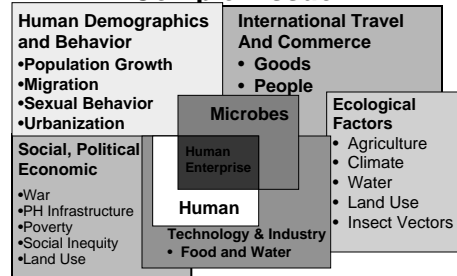 Human Demographics
and Behavior
•Population Growth
•Migration
•Sexual Behavior
•Urbanization
International Travel
And Commerce
• Goods
• People
Microbes
Ecological
Factors
• Agriculture
• Climate
• Water
• Land Use
• Insect Vectors
Social, Political
Economic
•War
•PH Infrastructure
•Poverty
•Social Inequity
•Land Use
Human
Enterprise
Human
Technology & Industry
• Food and Water